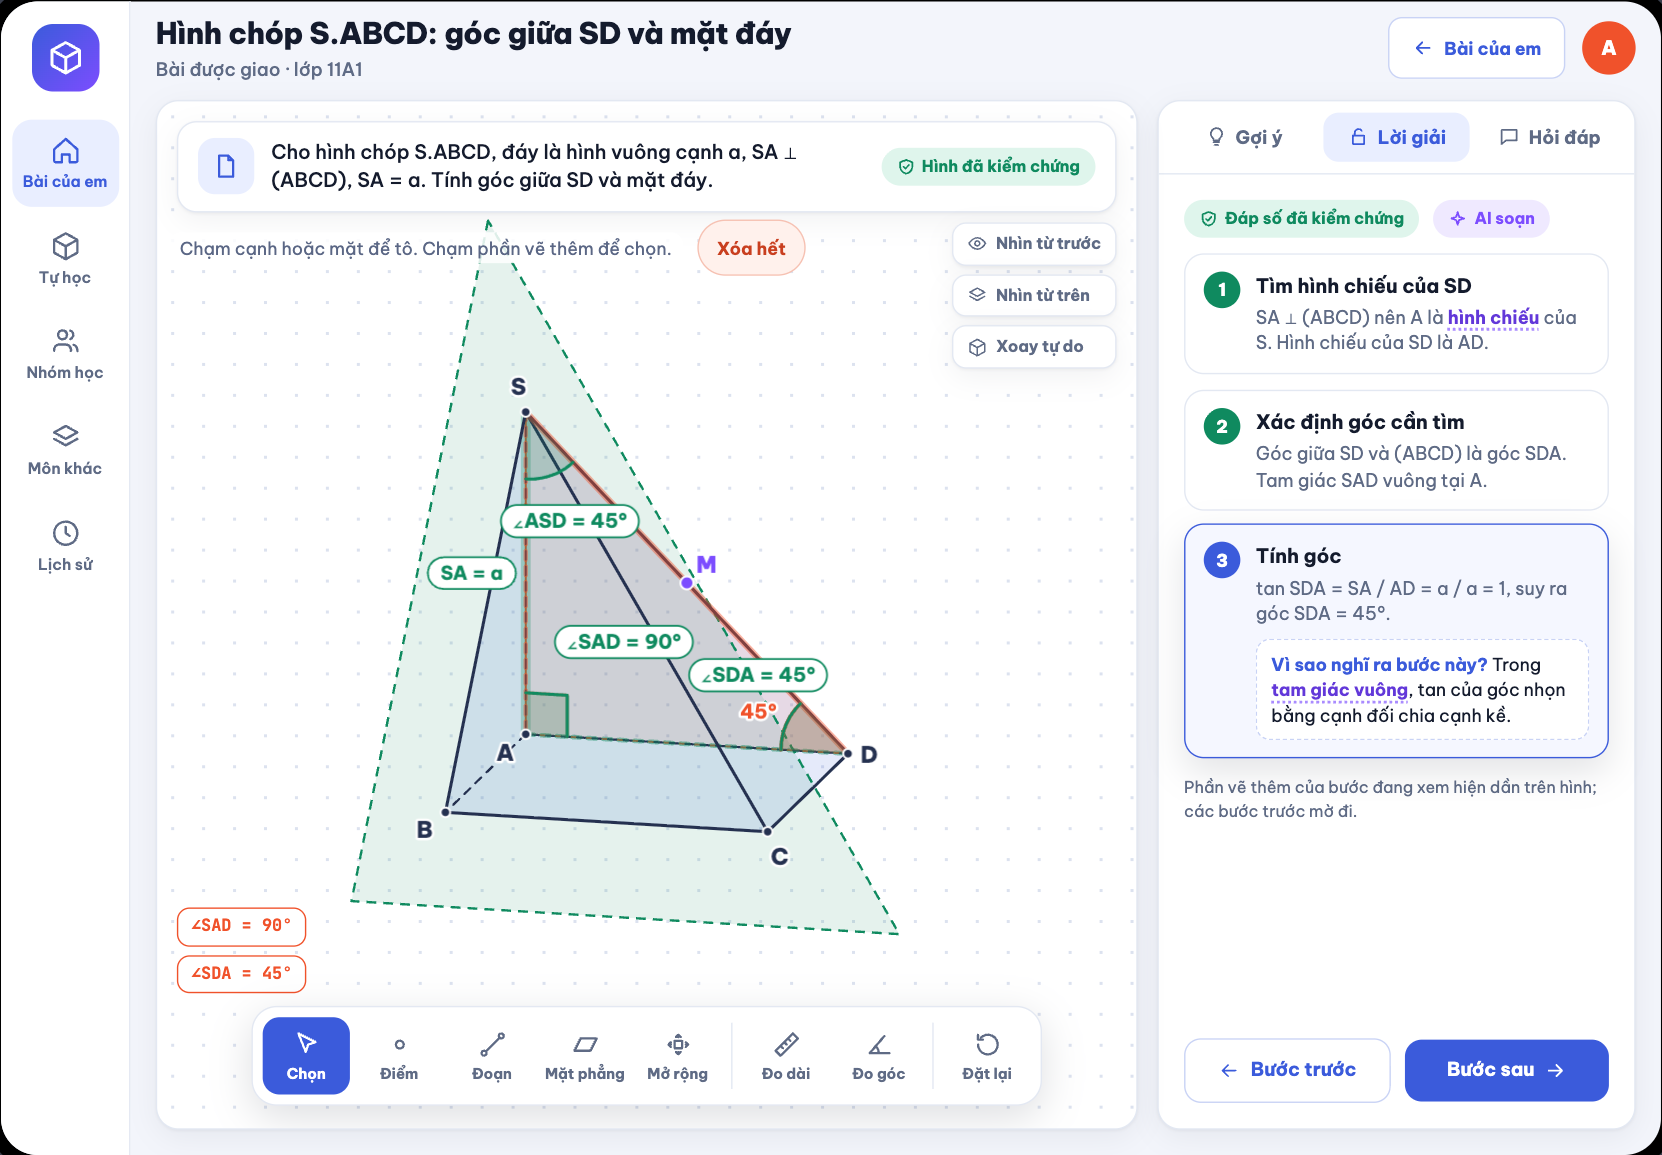 Hình chóp S.ABCD: góc giữa SD và mặt đáy
Bài được giao · lớp 11A1
Bài của em
A
Bài của em
Tự học
Nhóm học
Môn khác
Lịch sử
Cho hình chóp S.ABCD, đáy là hình vuông cạnh a, SA ⊥
(ABCD), SA = a. Tính góc giữa SD và mặt đáy.
Hình đã kiểm chứng
Chạm cạnh hoặc mặt để tô. Chạm phần vẽ thêm để chọn.
Xóa hết
Nhìn từ trước
Nhìn từ trên
Xoay tự do
S
∠ASD = 45°
M
SA = a
∠SAD = 90°
∠SDA = 45°
45°
A
D
B
C
∠SAD = 90°
∠SDA = 45°
Chọn
Điểm
Đoạn
Mặt phẳng
Mở rộng
Đo dài
Đo góc
Đặt lại
Gợi ý
Lời giải
Hỏi đáp
Đáp số đã kiểm chứng
AI soạn
1
Tìm hình chiếu của SD
SA ⊥ (ABCD) nên A là hình chiếu của
S. Hình chiếu của SD là AD.
2
Xác định góc cần tìm
Góc giữa SD và (ABCD) là góc SDA.
Tam giác SAD vuông tại A.
3
Tính góc
tan SDA = SA / AD = a / a = 1, suy ra
góc SDA = 45°.
Vì sao nghĩ ra bước này? Trong
tam giác vuông, tan của góc nhọn
bằng cạnh đối chia cạnh kề.
Phần vẽ thêm của bước đang xem hiện dần trên hình;
các bước trước mờ đi.
Bước trước
Bước sau